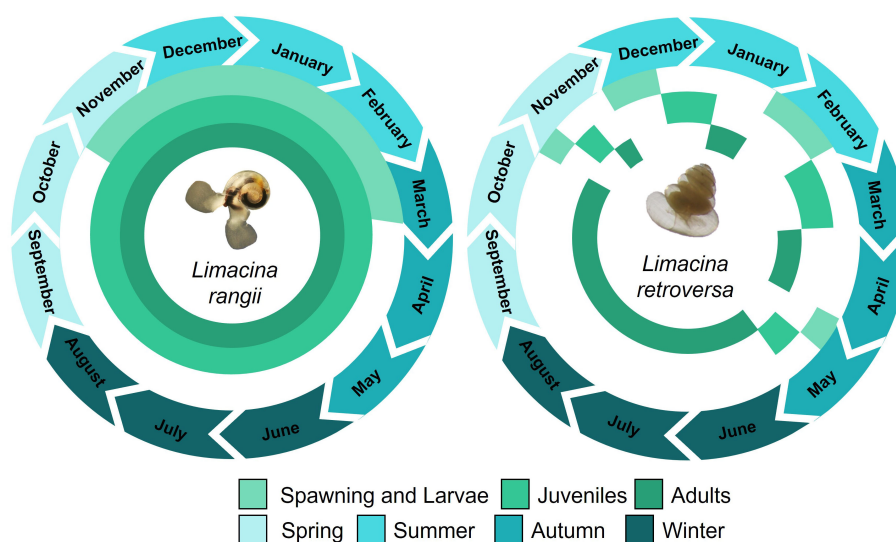 December
January
February
March
April
May
June
July
August
September
October
November
Limacina
rangii
December
January
February
March
April
May
June
July
August
September
October
November
Limacina
retroversa
Spawning and Larvae
Juveniles
Adults
Spring
Summer
Autumn
Winter